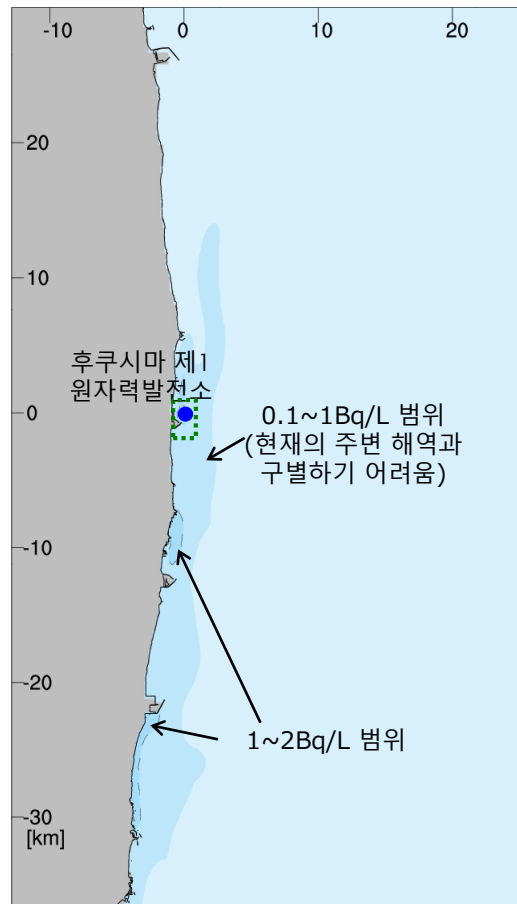 -10 0 10 20
20
10
후쿠시마 제1
원자력발전소
0
0.1~1Bq/L 범위
(현재의 주변 해역과
구별하기 어려움)
-10
-20
1~2Bq/L 범위
-30
[km]